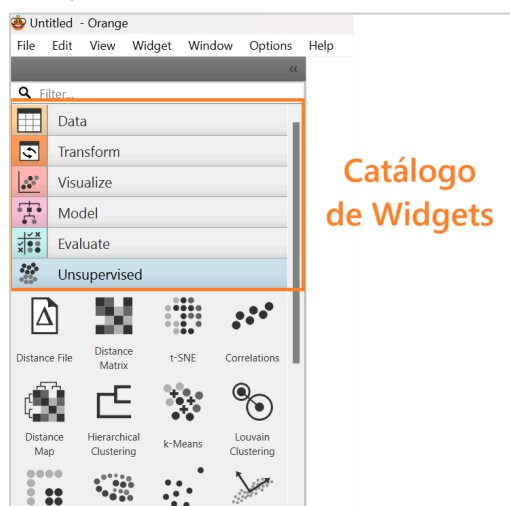 Untitled - Orange
File Edit View Widget Window Options Help
«
Filter...
Data
Transform
Visualize
Model
Evaluate
Unsupervised
Catálogo
de Widgets
Distance File
Distance
Matrix
t-SNE
Correlations
Distance
Map
Hierarchical
Clustering
k-Means
Louvain
Clustering